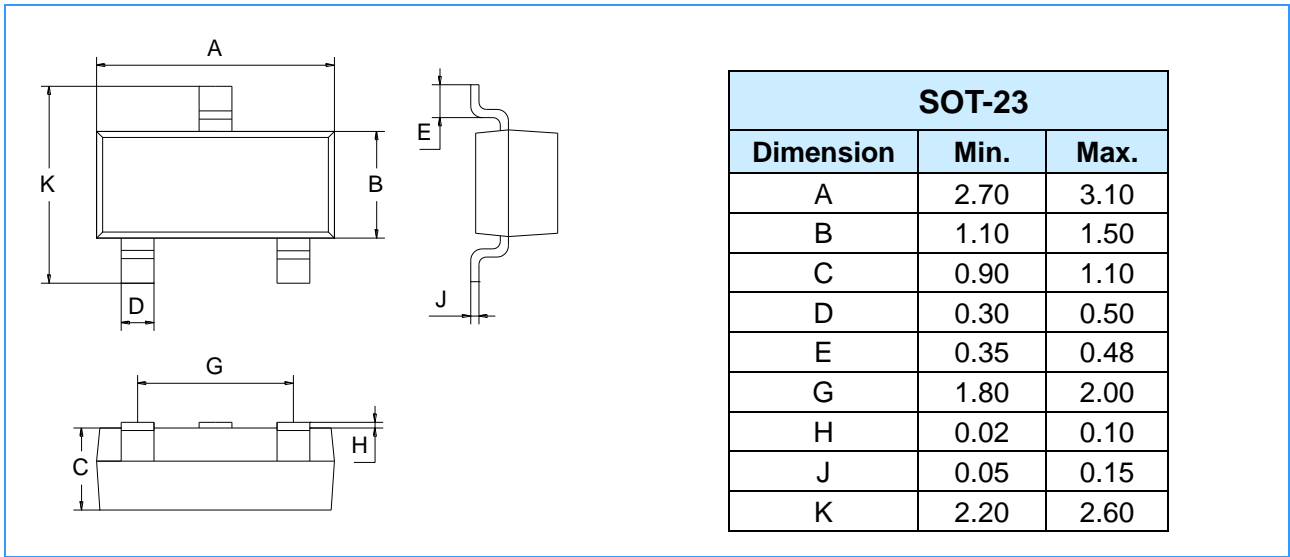 A
K
B
D
E
J
G
H
C
SOT-23
Dimension Min. Max.
A 2.70 3.10
B 1.10 1.50
C 0.90 1.10
D 0.30 0.50
E 0.35 0.48
G 1.80 2.00
H 0.02 0.10
J 0.05 0.15
K 2.20 2.60